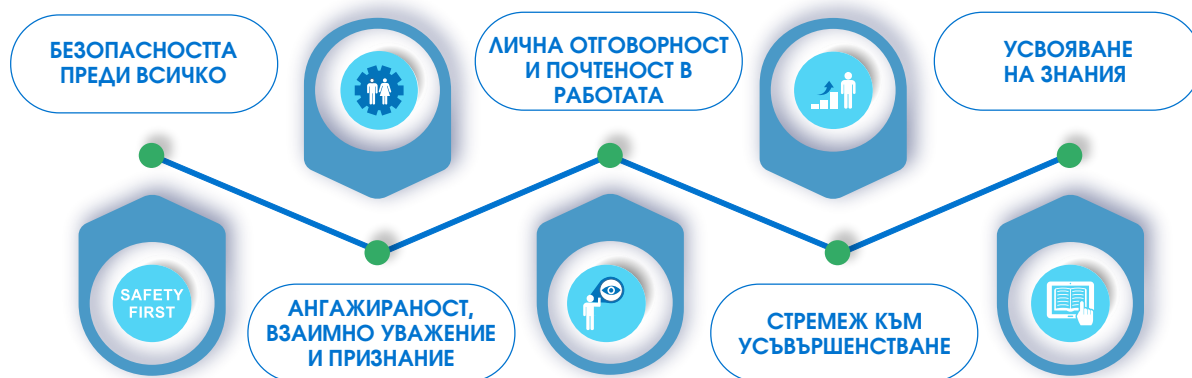 БЕЗОПАСНОСТТА
ПРЕДИ ВСИЧКО
ЛИЧНА ОТГОВОРНОСТ
И ПОЧТЕНОСТ В
РАБОТАТА
УСВОЯВАНЕ
НА ЗНАНИЯ
SAFETY
FIRST
АНГАЖИРАНОСТ,
ВЗАИМНО УВАЖЕНИЕ
И ПРИЗНАНИЕ
СТРЕМЕЖ КЪМ
УСЪВЪРШЕНСТВАНЕ